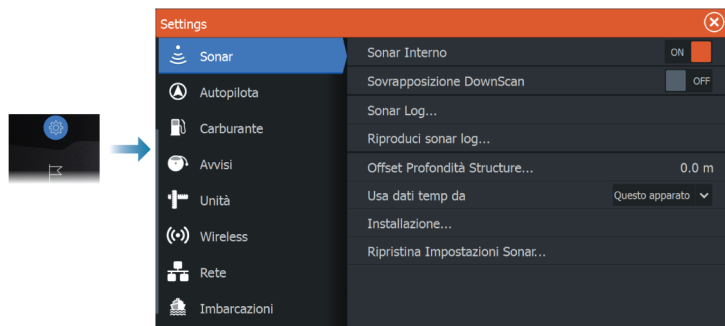 Settings
Sonar
Autopilota
Carburante
Avvisi
Unità
Wireless
Rete
Imbarcazioni
Sonar Interno ON
Sovrapposizione DownScan OFF
Sonar Log...
Riproduci sonar log...
Offset Profondità Structure... 0.0 m
Usa dati temp da Questo apparato
Installazione...
Ripristina Impostazioni Sonar...